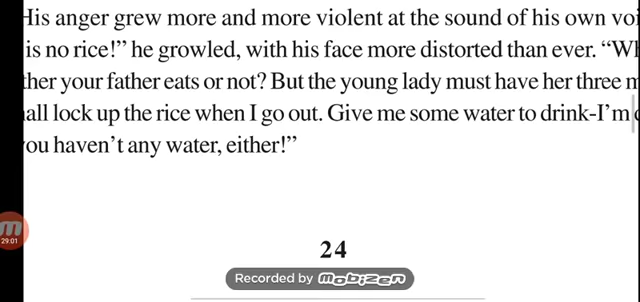 His anger grew more and more violent at the sound of his own
is no rice!” he growled, with his face more distorted than ever.
your father eats or not? But the young lady must have her three
lock up the rice when I go out. Give me some water to drink-I’m
haven’t any water, either!”
24
Recorded by mobizen
m
29:01